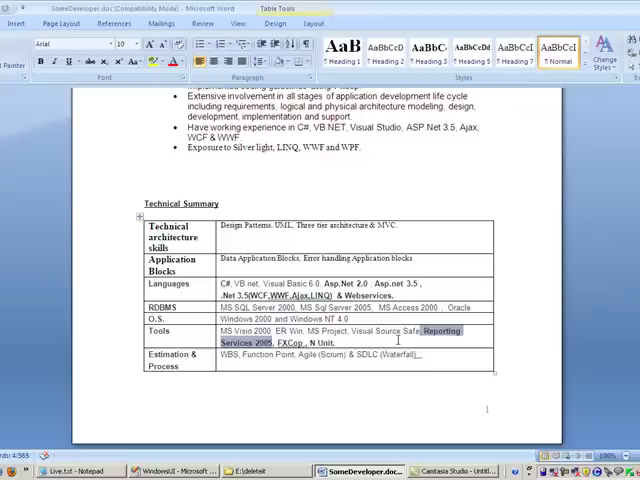 SomeDeveloper.doc [Compatibility Mode] - Microsoft Word
Table Tools
Insert Page Layout References Mailings Review View Design Layout
Arial 10
AaB AaBbCcD AaBbCc AaBbCcDd AaBbCcI AaBbCcI
Painter
Heading 1 Heading 2 Heading 3 Heading 4 Heading 5 Normal
Change
Styles
Font Paragraph Styles
Extensive involvement in all stages of application development life cycle
including requirements, logical and physical architecture modeling, design,
development, implementation and support.
Have working experience in C#, VB.NET, Visual Studio, ASP.Net 3.5, Ajax,
WCF & WWF.
Exposure to Silver light, LINQ, WWF and WPF.
Technical Summary
Technical
architecture
skills
Design Patterns, UML, Three tier architecture & MVC.
Application
Blocks
Data Application Blocks, Error handling Application blocks
Languages
C#, VB.net, Visual Basic 6.0, Asp.Net 2.0 , Asp.net 3.5 ,
.Net 3.5(WCF,WWF,Ajax,LINQ) & Webservices.
RDBMS MS SQL Server 2000, MS Sql Server 2005, MS Access 2000 , Oracle
O.S. Windows 2000 and Windows NT 4.0
Tools MS Visio 2000, ER Win, MS Project, Visual Source Safe, Reporting
Services 2005, FXCop , N Unit.
Estimation &
Process
WBS, Function Point, Agile (Scrum) & SDLC (Waterfall)
1
Words: 4/365
100%
Live.txt - Notepad WindowsUI - Microsoft ... E:\deleteit SomeDeveloper.doc ... Camtasia Studio - Untitl...